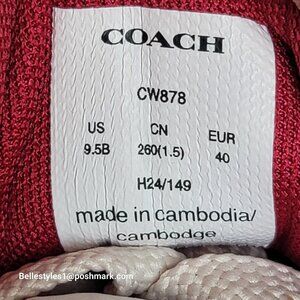 COACH
CW878
US CN EUR
9.5B 260(1.5) 40
H24/149
made in cambodia/
cambodge
Bellestyles1@poshmark.com